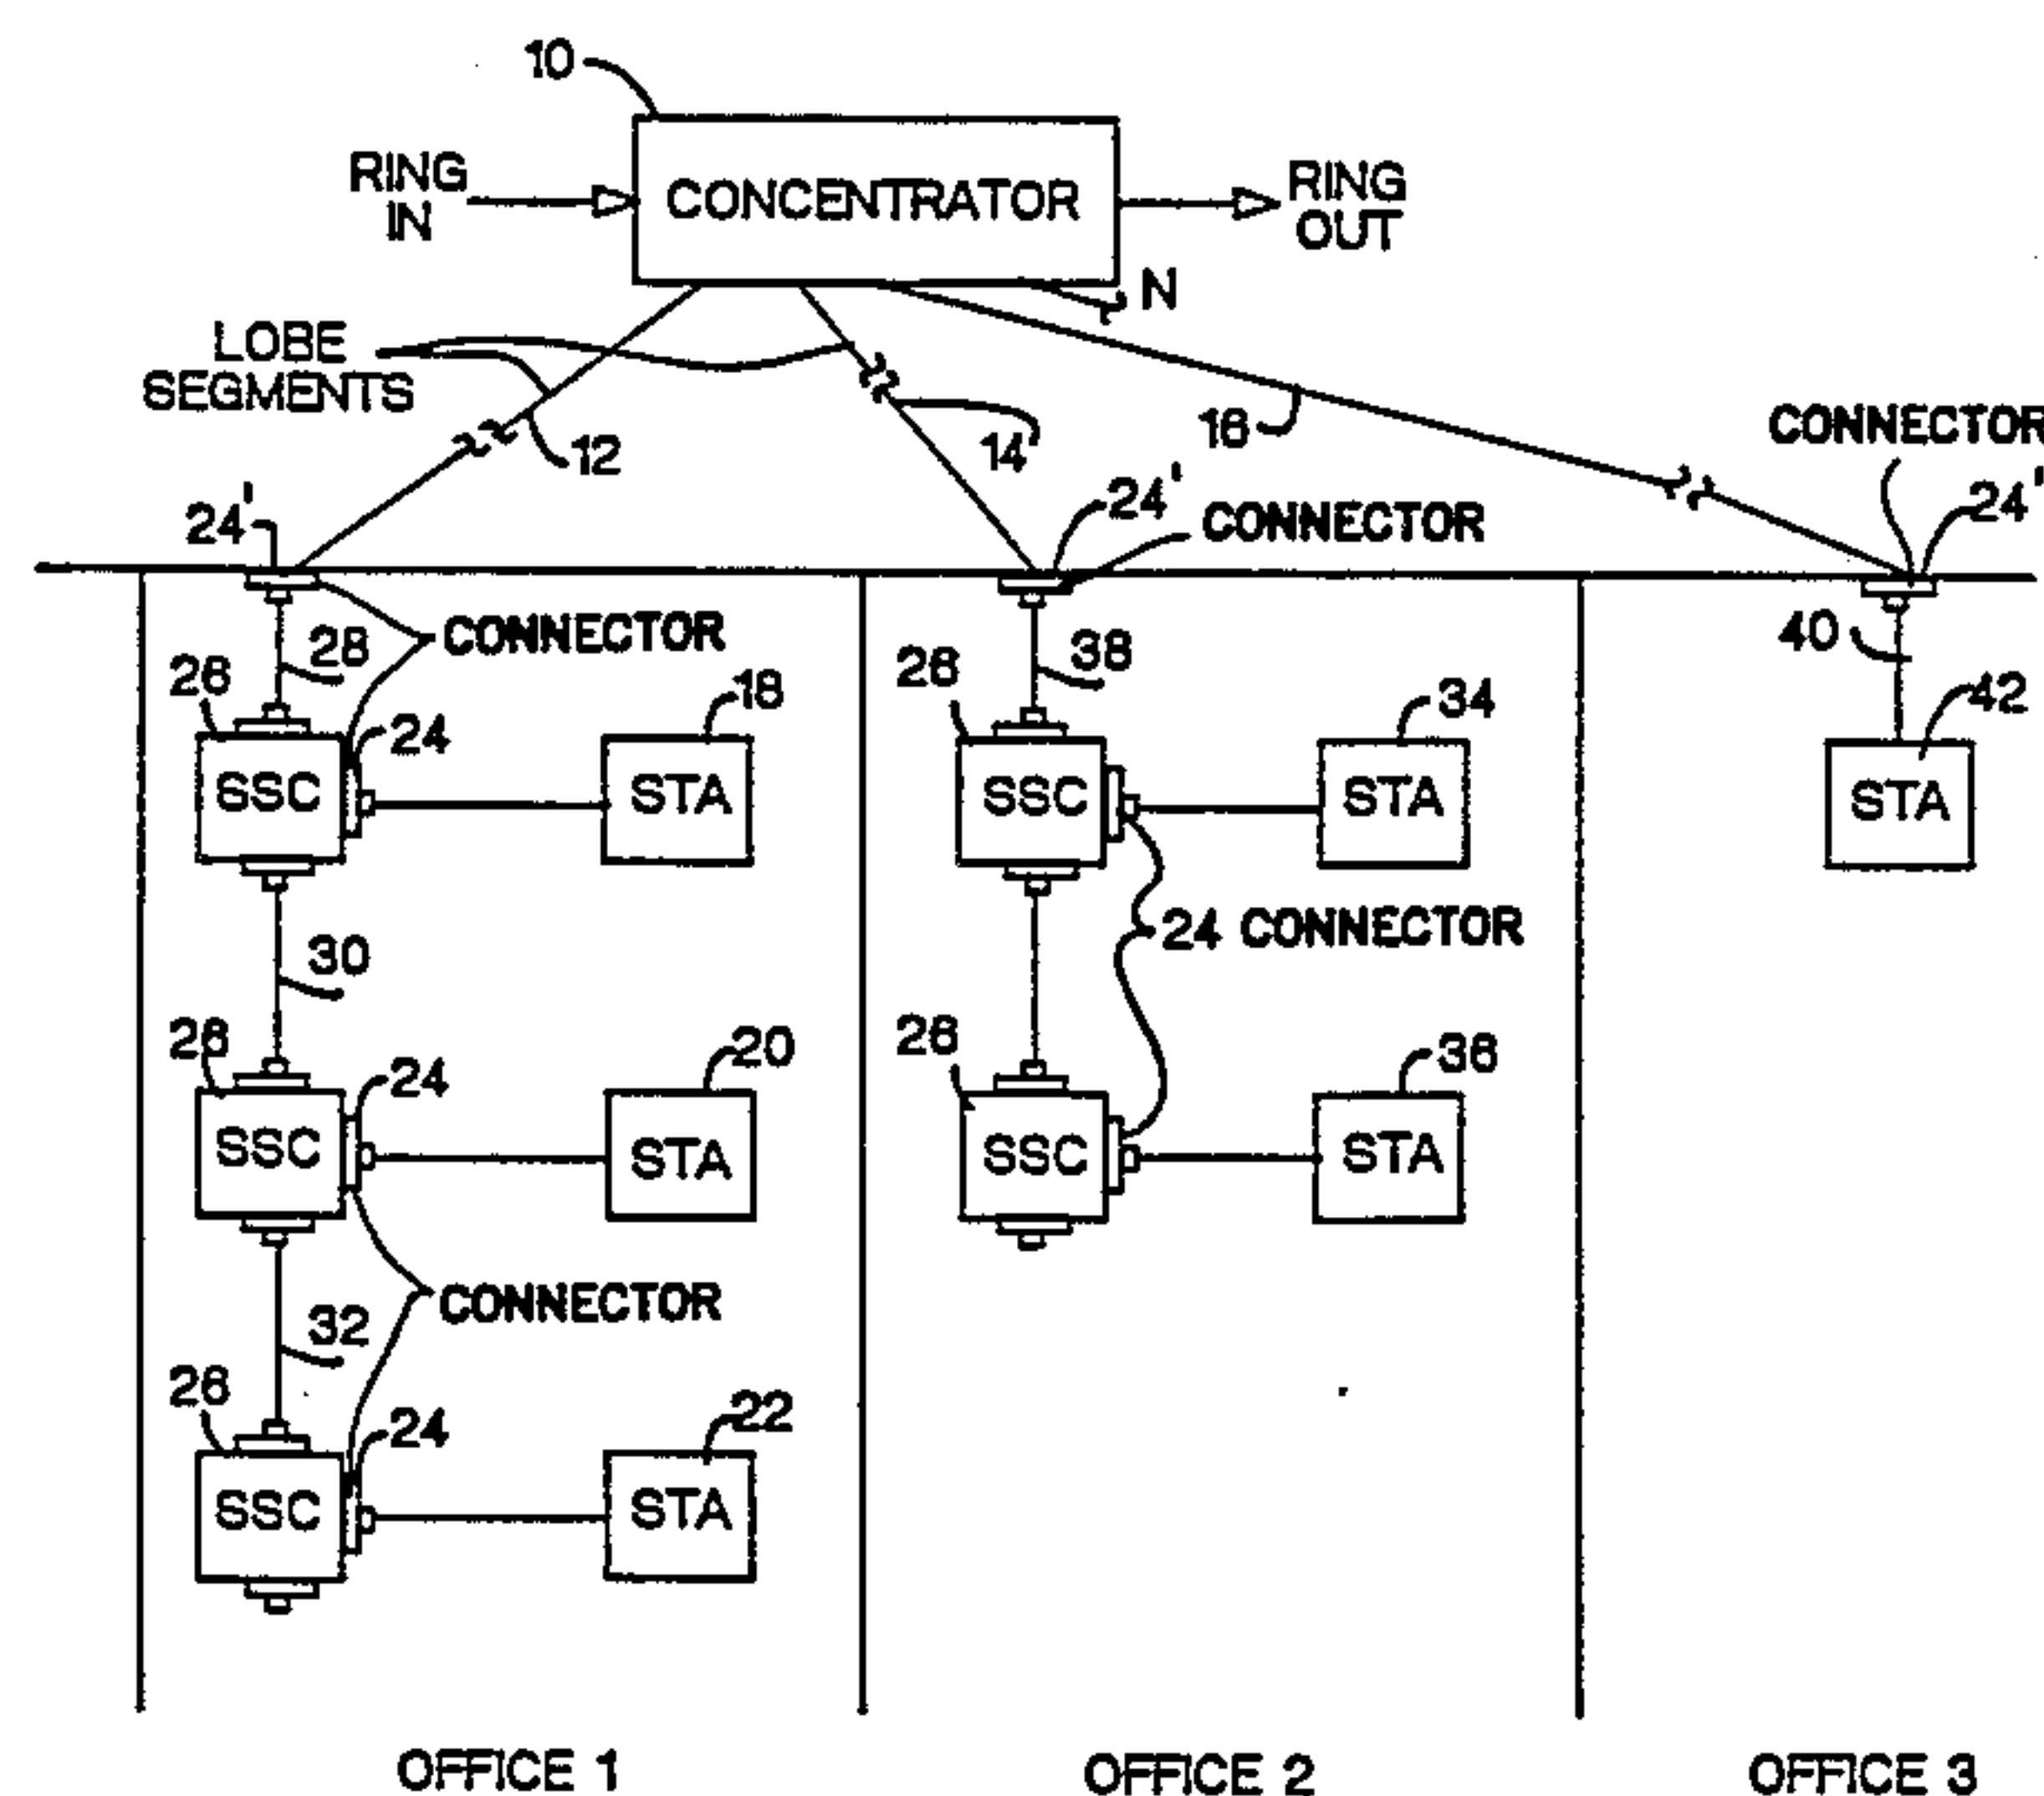 10
RING IN
CONCENTRATOR
RING OUT
N
LOBE SEGMENTS
12
14
16
CONNECTOR
24'
24'
CONNECTOR
24'
CONNECTOR
28
38
40
26
18
26
34
42
24
SSC
STA
SSC
STA
STA
24 CONNECTOR
30
26
24
20
26
36
SSC
STA
SSC
STA
CONNECTOR
32
26
24
22
SSC
STA
OFFICE 1
OFFICE 2
OFFICE 3